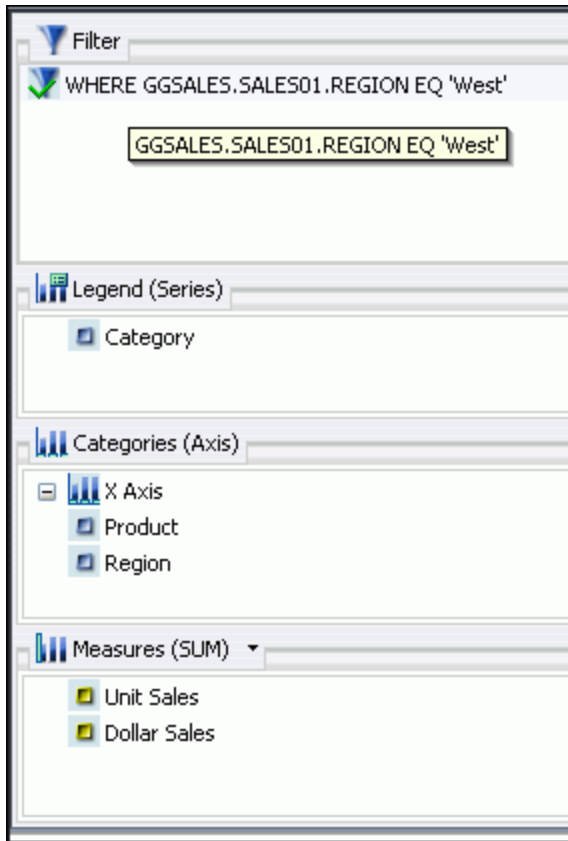 Filter
WHERE GGSALES.SALES01.REGION EQ 'West'
GGSALES.SALES01.REGION EQ 'West'
Legend (Series)
Category
Categories (Axis)
X Axis
Product
Region
Measures (SUM)
Unit Sales
Dollar Sales